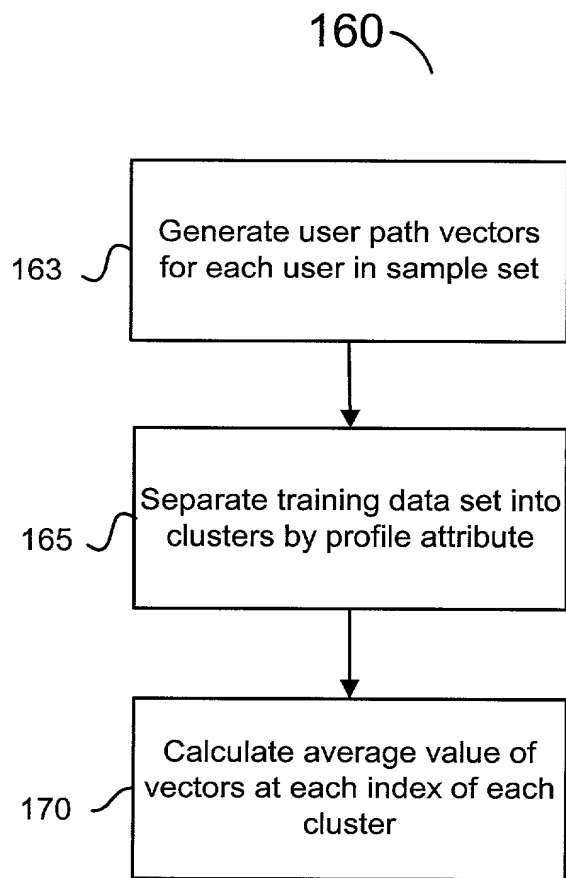 160
Generate user path vectors
for each user in sample set
163
Separate training data set into
clusters by profile attribute
165
Calculate average value of
vectors at each index of each
cluster
170